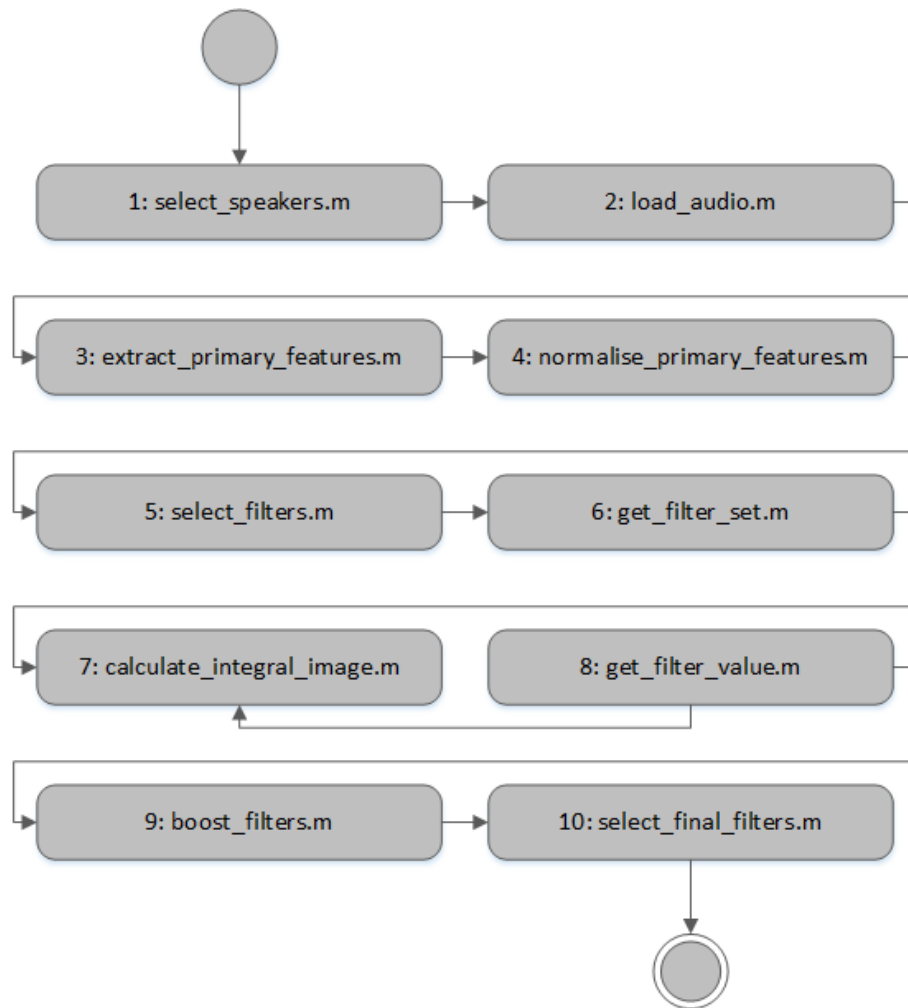 1: select_speakers.m
2: load_audio.m
3: extract_primary_features.m
4: normalise_primary_features.m
5: select_filters.m
6: get_filter_set.m
7: calculate_integral_image.m
8: get_filter_value.m
9: boost_filters.m
10: select_final_filters.m